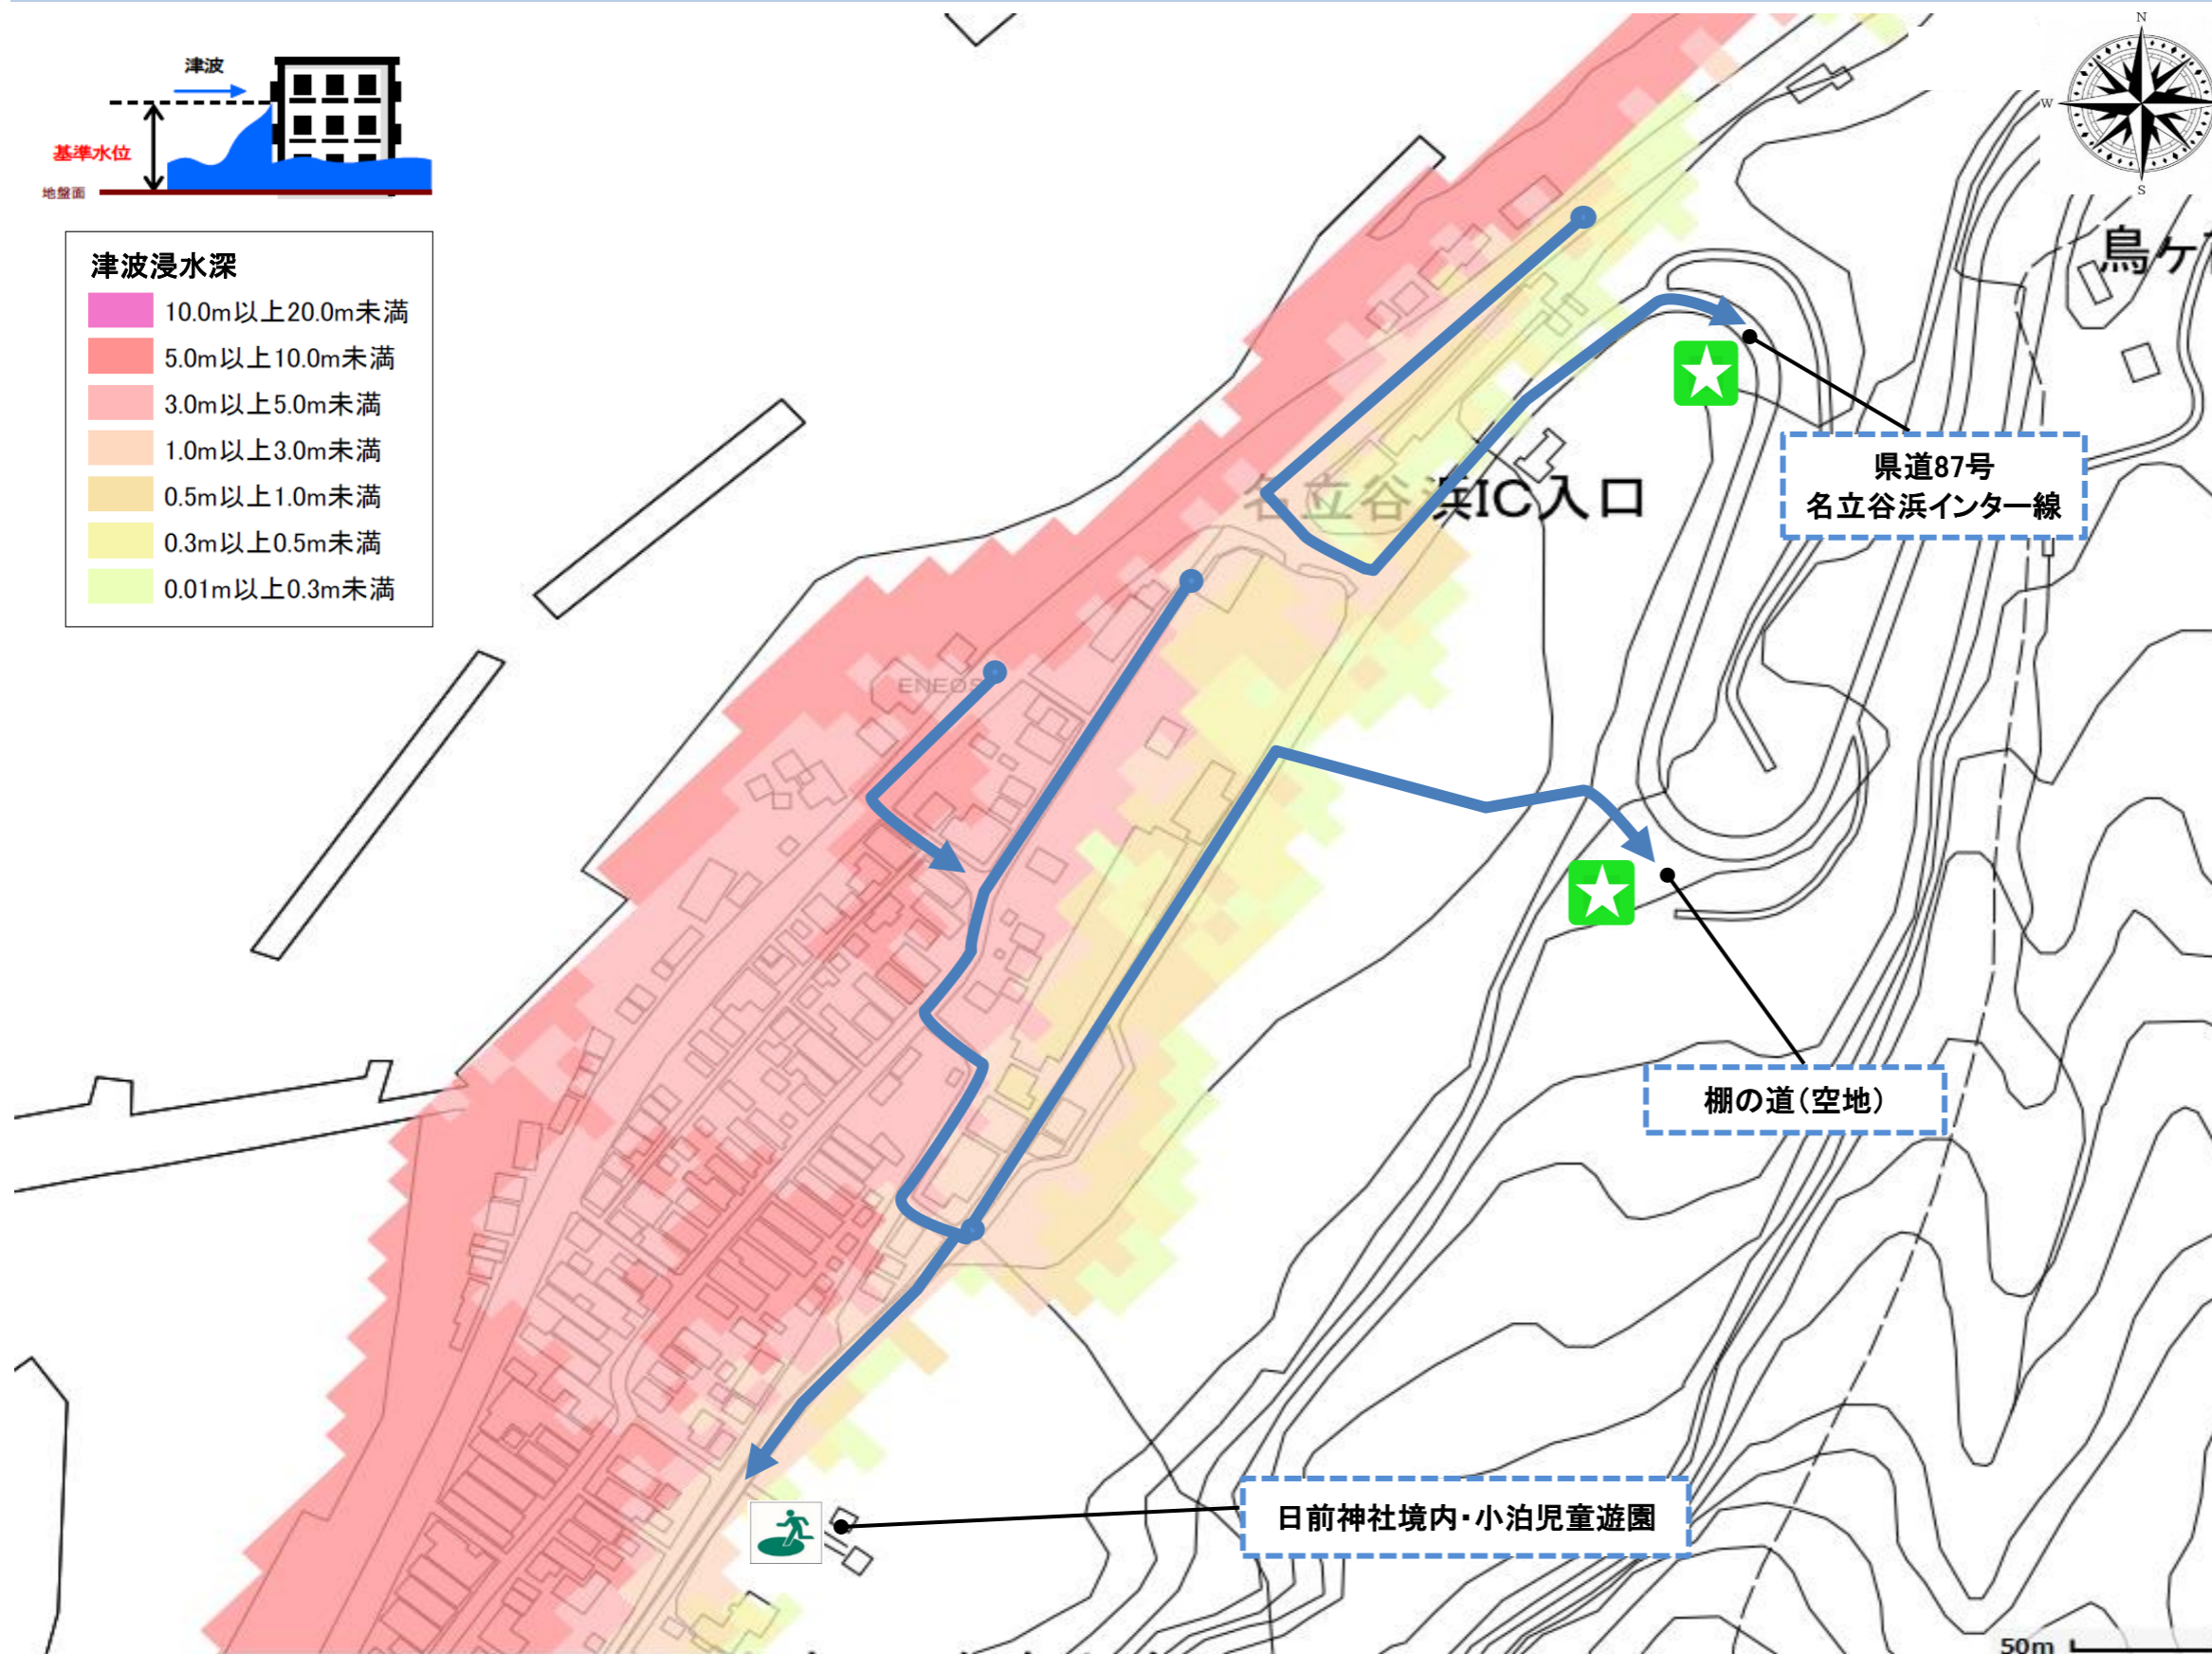 津波
基準水位
地盤面
津波浸水深
10.0m以上20.0m未満
5.0m以上10.0m未満
3.0m以上5.0m未満
1.0m以上3.0m未満
0.5m以上1.0m未満
0.3m以上0.5m未満
0.01m以上0.3m未満
N
W
S
鳥ヶ
県道87号
名立谷浜インター線
名立谷浜IC入口
ENEOS
棚の道(空地)
日前神社境内・小泊児童遊園
50m